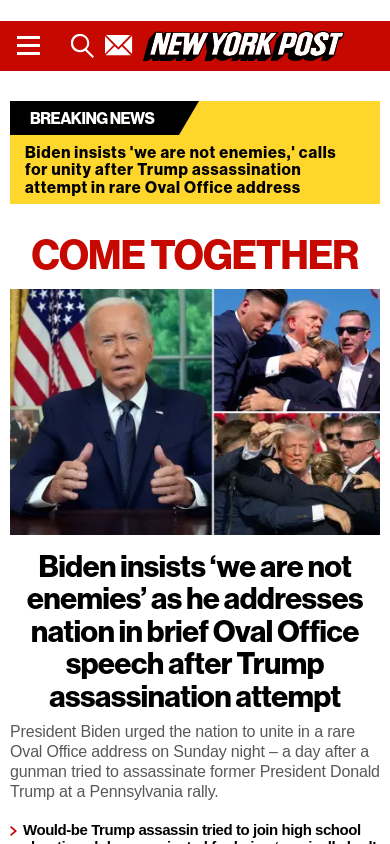 NEW YORK POST
BREAKING NEWS
Biden insists 'we are not enemies,' calls
for unity after Trump assassination
attempt in rare Oval Office address
COME TOGETHER
Biden insists ‘we are not
enemies’ as he addresses
nation in brief Oval Office
speech after Trump
assassination attempt
President Biden urged the nation to unite in a rare
Oval Office address on Sunday night – a day after a
gunman tried to assassinate former President Donald
Trump at a Pennsylvania rally.
Would-be Trump assassin tried to join high school